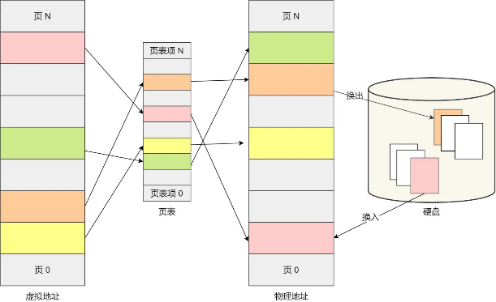 页 N
页表项 N
页 N
换出
页表项 0
页表
硬盘
换入
页 0
页 0
虚拟地址
物理地址